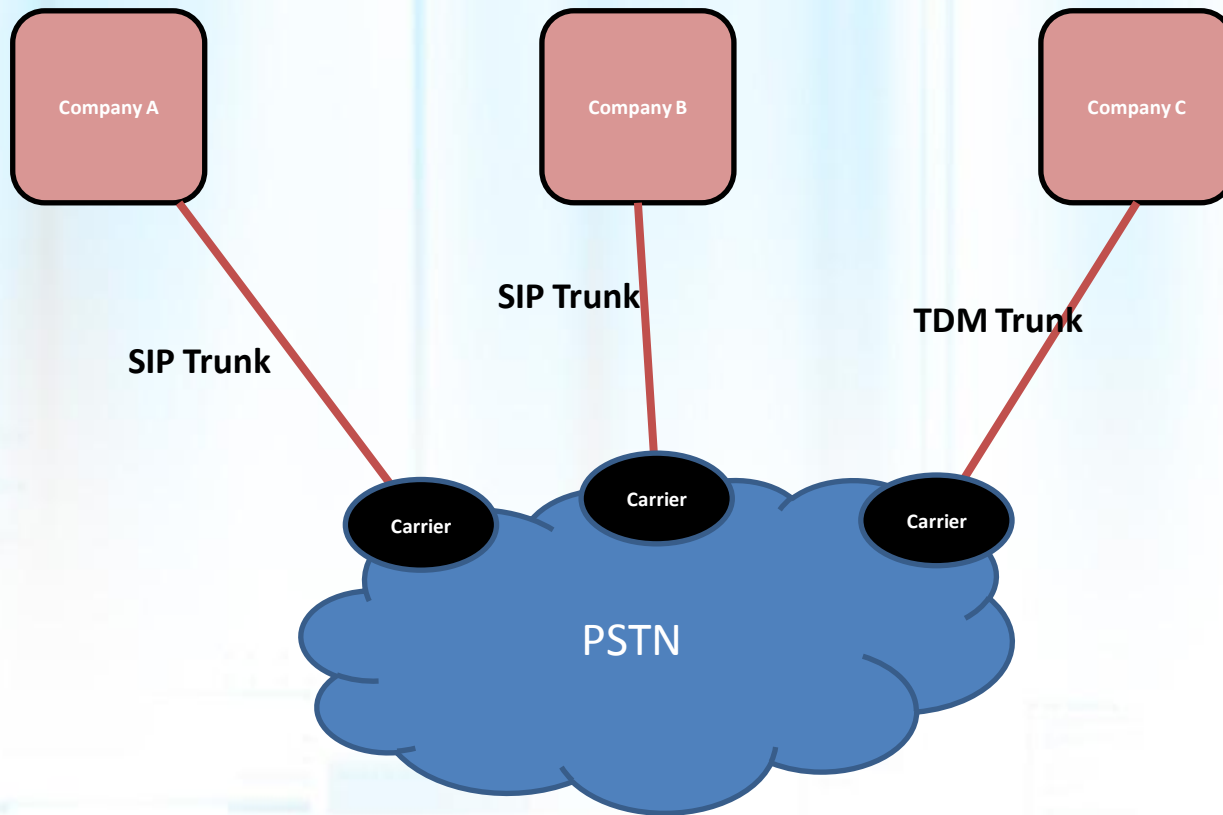 Company A
Company B
Company C
SIP Trunk
SIP Trunk
TDM Trunk
Carrier
Carrier
Carrier
PSTN